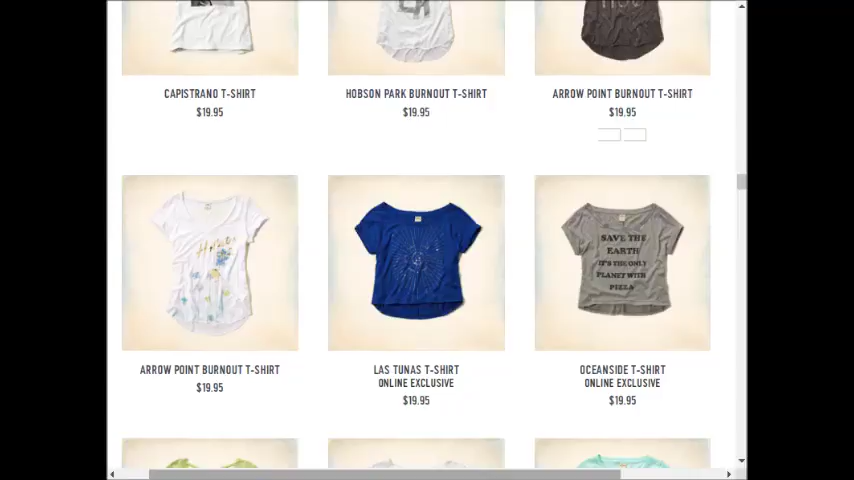 CAPISTRANO T-SHIRT
$19.95
HOBSON PARK BURNOUT T-SHIRT
$19.95
ARROW POINT BURNOUT T-SHIRT
$19.95
SAVE THE
EARTH
IT'S THE ONLY
PLANET WITH
PIZZA
ARROW POINT BURNOUT T-SHIRT
$19.95
LAS TUNAS T-SHIRT
ONLINE EXCLUSIVE
$19.95
OCEANSIDE T-SHIRT
ONLINE EXCLUSIVE
$19.95